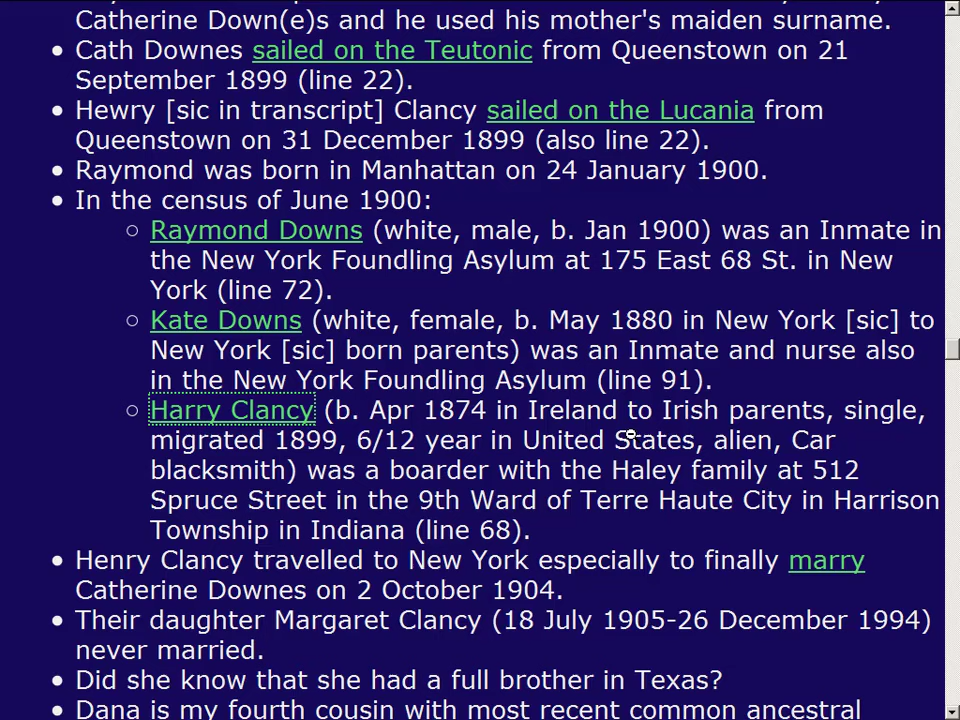 Catherine Down(e)s and he used his mother's maiden surname.
Cath Downes sailed on the Teutonic from Queenstown on 21
September 1899 (line 22).
Hewry [sic in transcript] Clancy sailed on the Lucania from
Queenstown on 31 December 1899 (also line 22).
Raymond was born in Manhattan on 24 January 1900.
In the census of June 1900:
Raymond Downs (white, male, b. Jan 1900) was an Inmate in
the New York Foundling Asylum at 175 East 68 St. in New
York (line 72).
Kate Downs (white, female, b. May 1880 in New York [sic] to
New York [sic] born parents) was an Inmate and nurse also
in the New York Foundling Asylum (line 91).
Harry Clancy (b. Apr 1874 in Ireland to Irish parents, single,
migrated 1899, 6/12 year in United States, alien, Car
blacksmith) was a boarder with the Haley family at 512
Spruce Street in the 9th Ward of Terre Haute City in Harrison
Township in Indiana (line 68).
Henry Clancy travelled to New York especially to finally marry
Catherine Downes on 2 October 1904.
Their daughter Margaret Clancy (18 July 1905-26 December 1994)
never married.
Did she know that she had a full brother in Texas?
Dana is my fourth cousin with most recent common ancestral